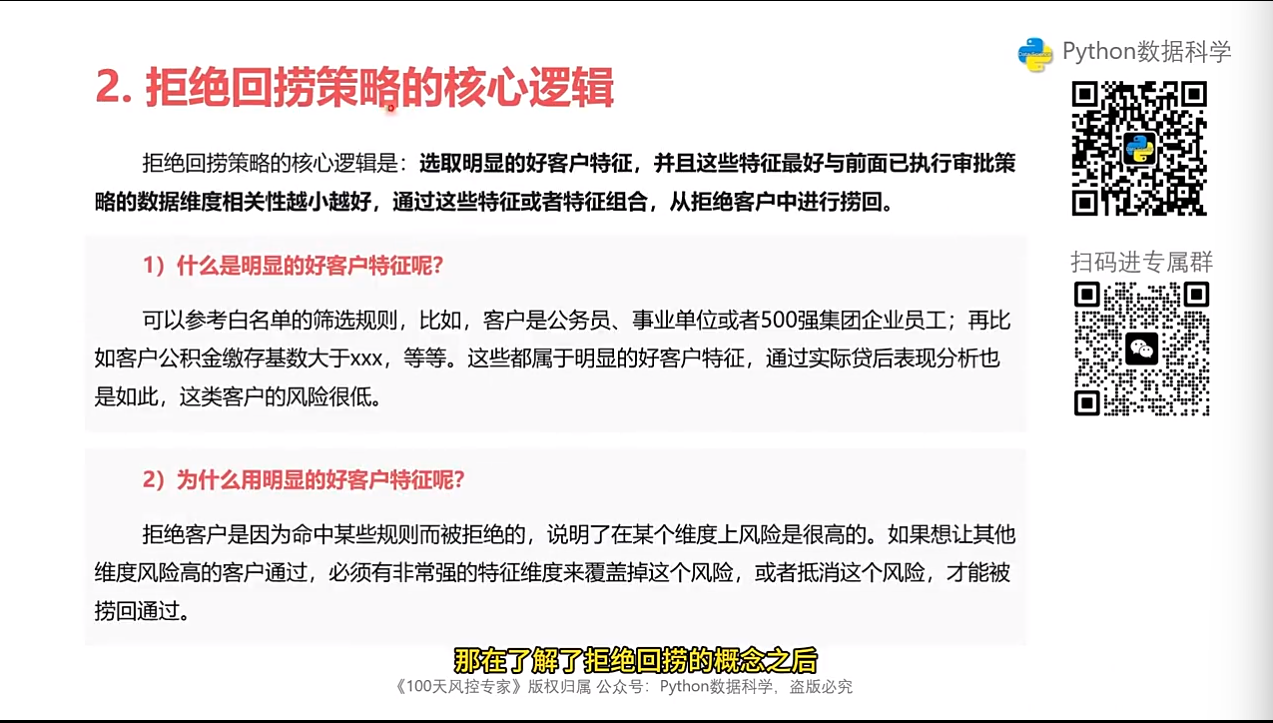 Python数据科学
2. 拒绝回捞策略的核心逻辑
拒绝回捞策略的核心逻辑是：选取明显的好客户特征，并且这些特征最好与前面已执行审批策
略的数据维度相关性越小越好，通过这些特征或者特征组合，从拒绝客户中进行捞回。
扫码进专属群
1）什么是明显的好客户特征呢？
可以参考白名单的筛选规则，比如，客户是公务员、事业单位或者500强集团企业员工；再比
如客户公积金缴存基数大于xxx，等等。这些都属于明显的好客户特征，通过实际贷后表现分析也
是如此，这类客户的风险很低。
2）为什么用明显的好客户特征呢？
拒绝客户是因为命中某些规则而被拒绝的，说明了在某个维度上风险是很高的。如果想让其他
维度风险高的客户通过，必须有非常强的特征维度来覆盖掉这个风险，或者抵消这个风险，才能被
捞回通过。
那在了解了拒绝回捞的概念之后
《100天风控专家》版权归属 公众号：Python数据科学，盗版必究